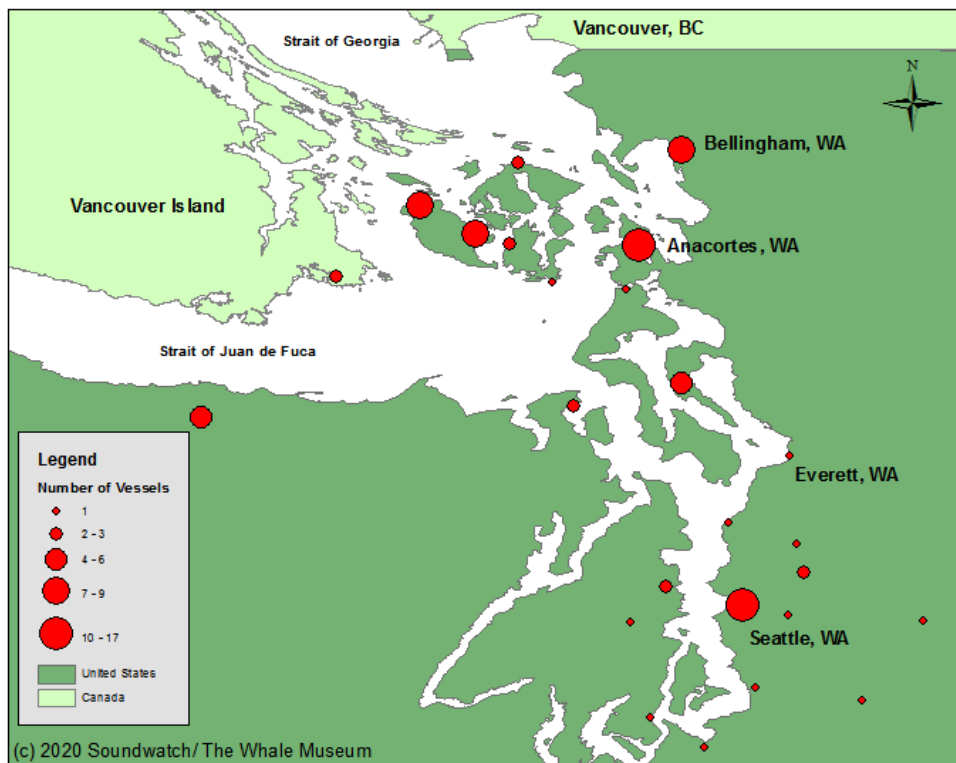 Vancouver, BC
Strait of Georgia
N
Bellingham, WA
Vancouver Island
Anacortes, WA
Strait of Juan de Fuca
Legend
Number of Vessels
1
2 - 3
4 - 6
7 - 9
10 - 17
United States
Canada
Everett, WA
Seattle, WA
(c) 2020 Soundwatch/ The Whale Museum